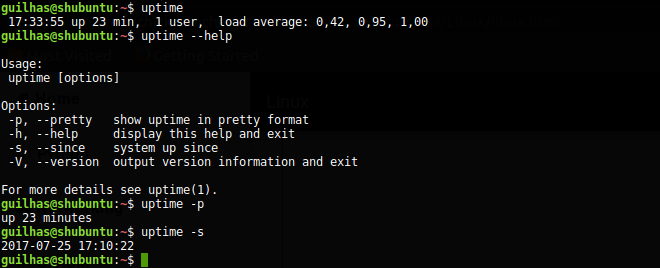 guilhas@shubuntu:~$ uptime
 17:33:55 up 23 min,  1 user,  load average: 0,42, 0,95, 1,00
guilhas@shubuntu:~$ uptime --help

Usage:
 uptime [options]

Options:
 -p, --pretty   show uptime in pretty format
 -h, --help     display this help and exit
 -s, --since    system up since
 -V, --version  output version information and exit

For more details see uptime(1).
guilhas@shubuntu:~$ uptime -p
up 23 minutes
guilhas@shubuntu:~$ uptime -s
2017-07-25 17:10:22
guilhas@shubuntu:~$